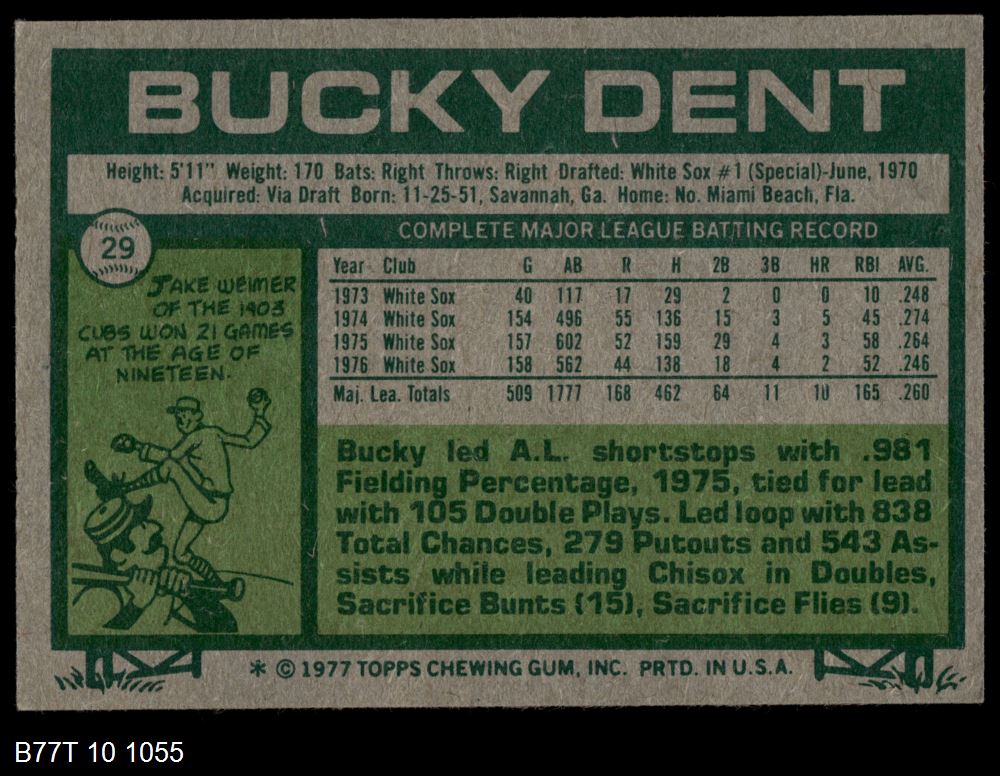 BUCKY DENT
Height: 5'11" Weight: 170 Bats: Right Throws: Right Drafted: White Sox #1 (Special)-June, 1970
Acquired: Via Draft Born: 11-25-51, Savannah, Ga. Home: No. Miami Beach, Fla.
29
JAKE WEIMER
OF THE 1903
CUBS WON 21 GAMES
AT THE AGE OF
NINETEEN.
COMPLETE MAJOR LEAGUE BATTING RECORD
Year Club G AB R H 2B 3B HR RBI AVG.
1973 White Sox 40 117 17 29 2 0 0 10 .248
1974 White Sox 154 496 55 136 15 3 5 45 .274
1975 White Sox 157 602 52 159 29 4 3 58 .264
1976 White Sox 158 562 44 138 18 4 2 52 .246
Maj. Lea. Totals 509 1777 168 462 64 11 10 165 .260
Bucky led A.L. shortstops with .981
Fielding Percentage, 1975, tied for lead
with 105 Double Plays. Led loop with 838
Total Chances, 279 Putouts and 543 As-
sists while leading Chisox in Doubles,
Sacrifice Bunts (15), Sacrifice Flies (9).
* © 1977 TOPPS CHEWING GUM, INC. PRTD. IN U.S.A.
B77T 10 1055